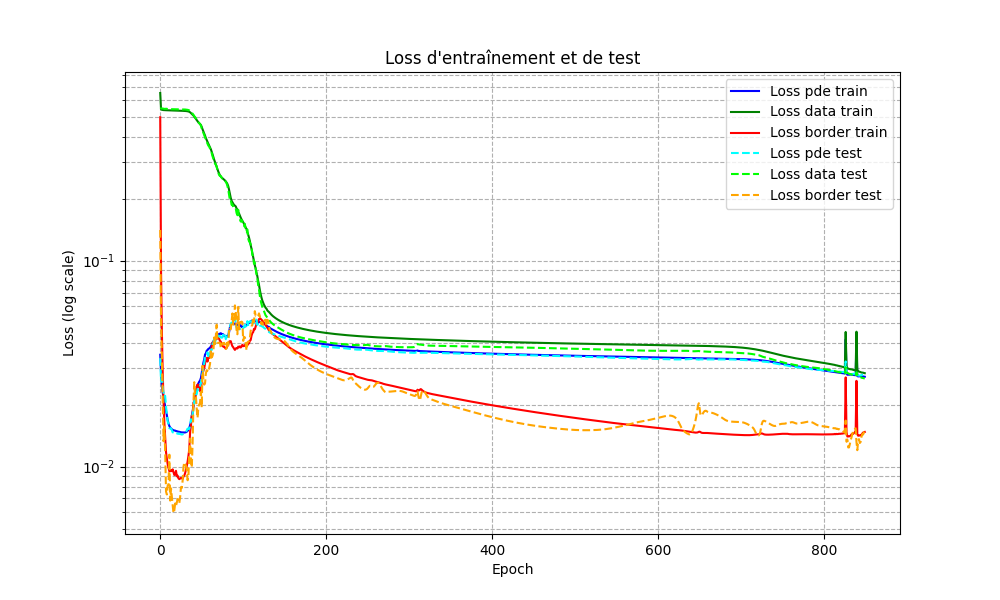 Loss d'entraînement et de test
Loss (log scale)
10⁻¹
10⁻²
Loss pde train
Loss data train
Loss border train
Loss pde test
Loss data test
Loss border test
0 200 400 600 800
Epoch